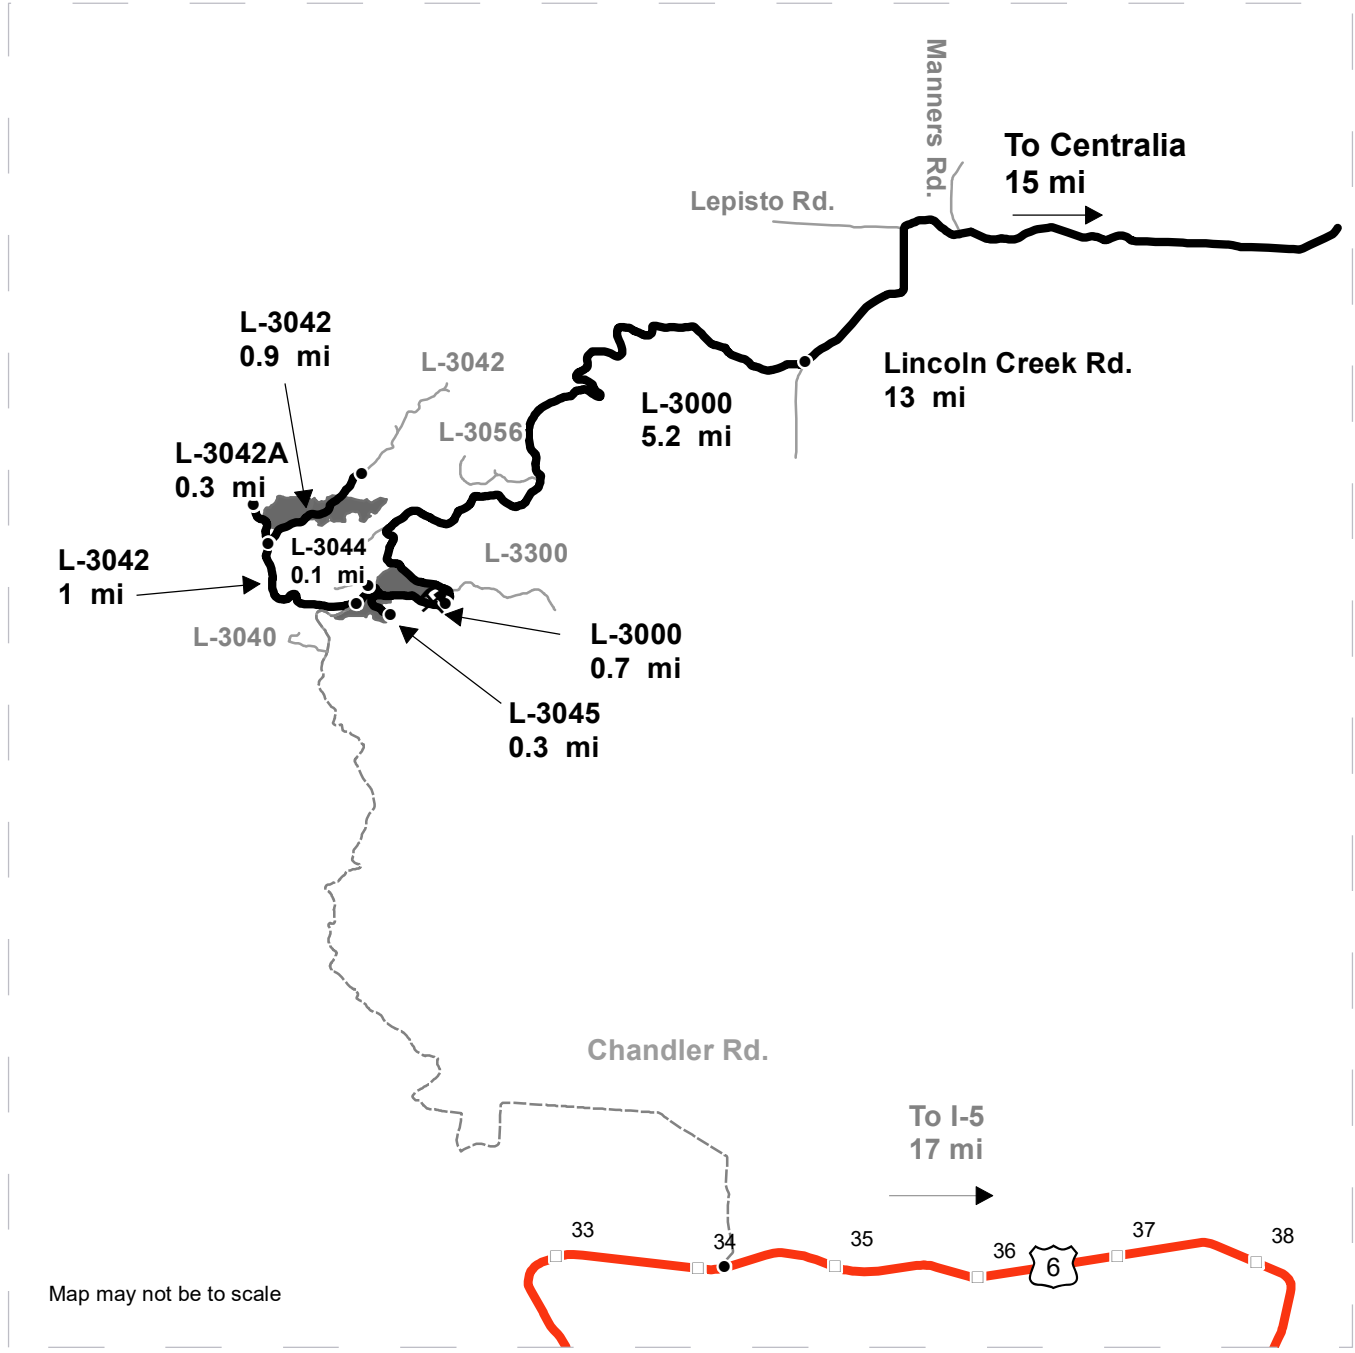 Manners Rd.
To Centralia
15 mi
Lepisto Rd.
L-3042
0.9 mi
L-3042
Lincoln Creek Rd.
13 mi
L-3000
5.2 mi
L-3056
L-3042A
0.3 mi
L-3044
0.1 mi
L-3300
L-3042
1 mi
L-3040
L-3000
0.7 mi
L-3045
0.3 mi
Chandler Rd.
To I-5
17 mi
33
34
35
36
6
37
38
Map may not be to scale